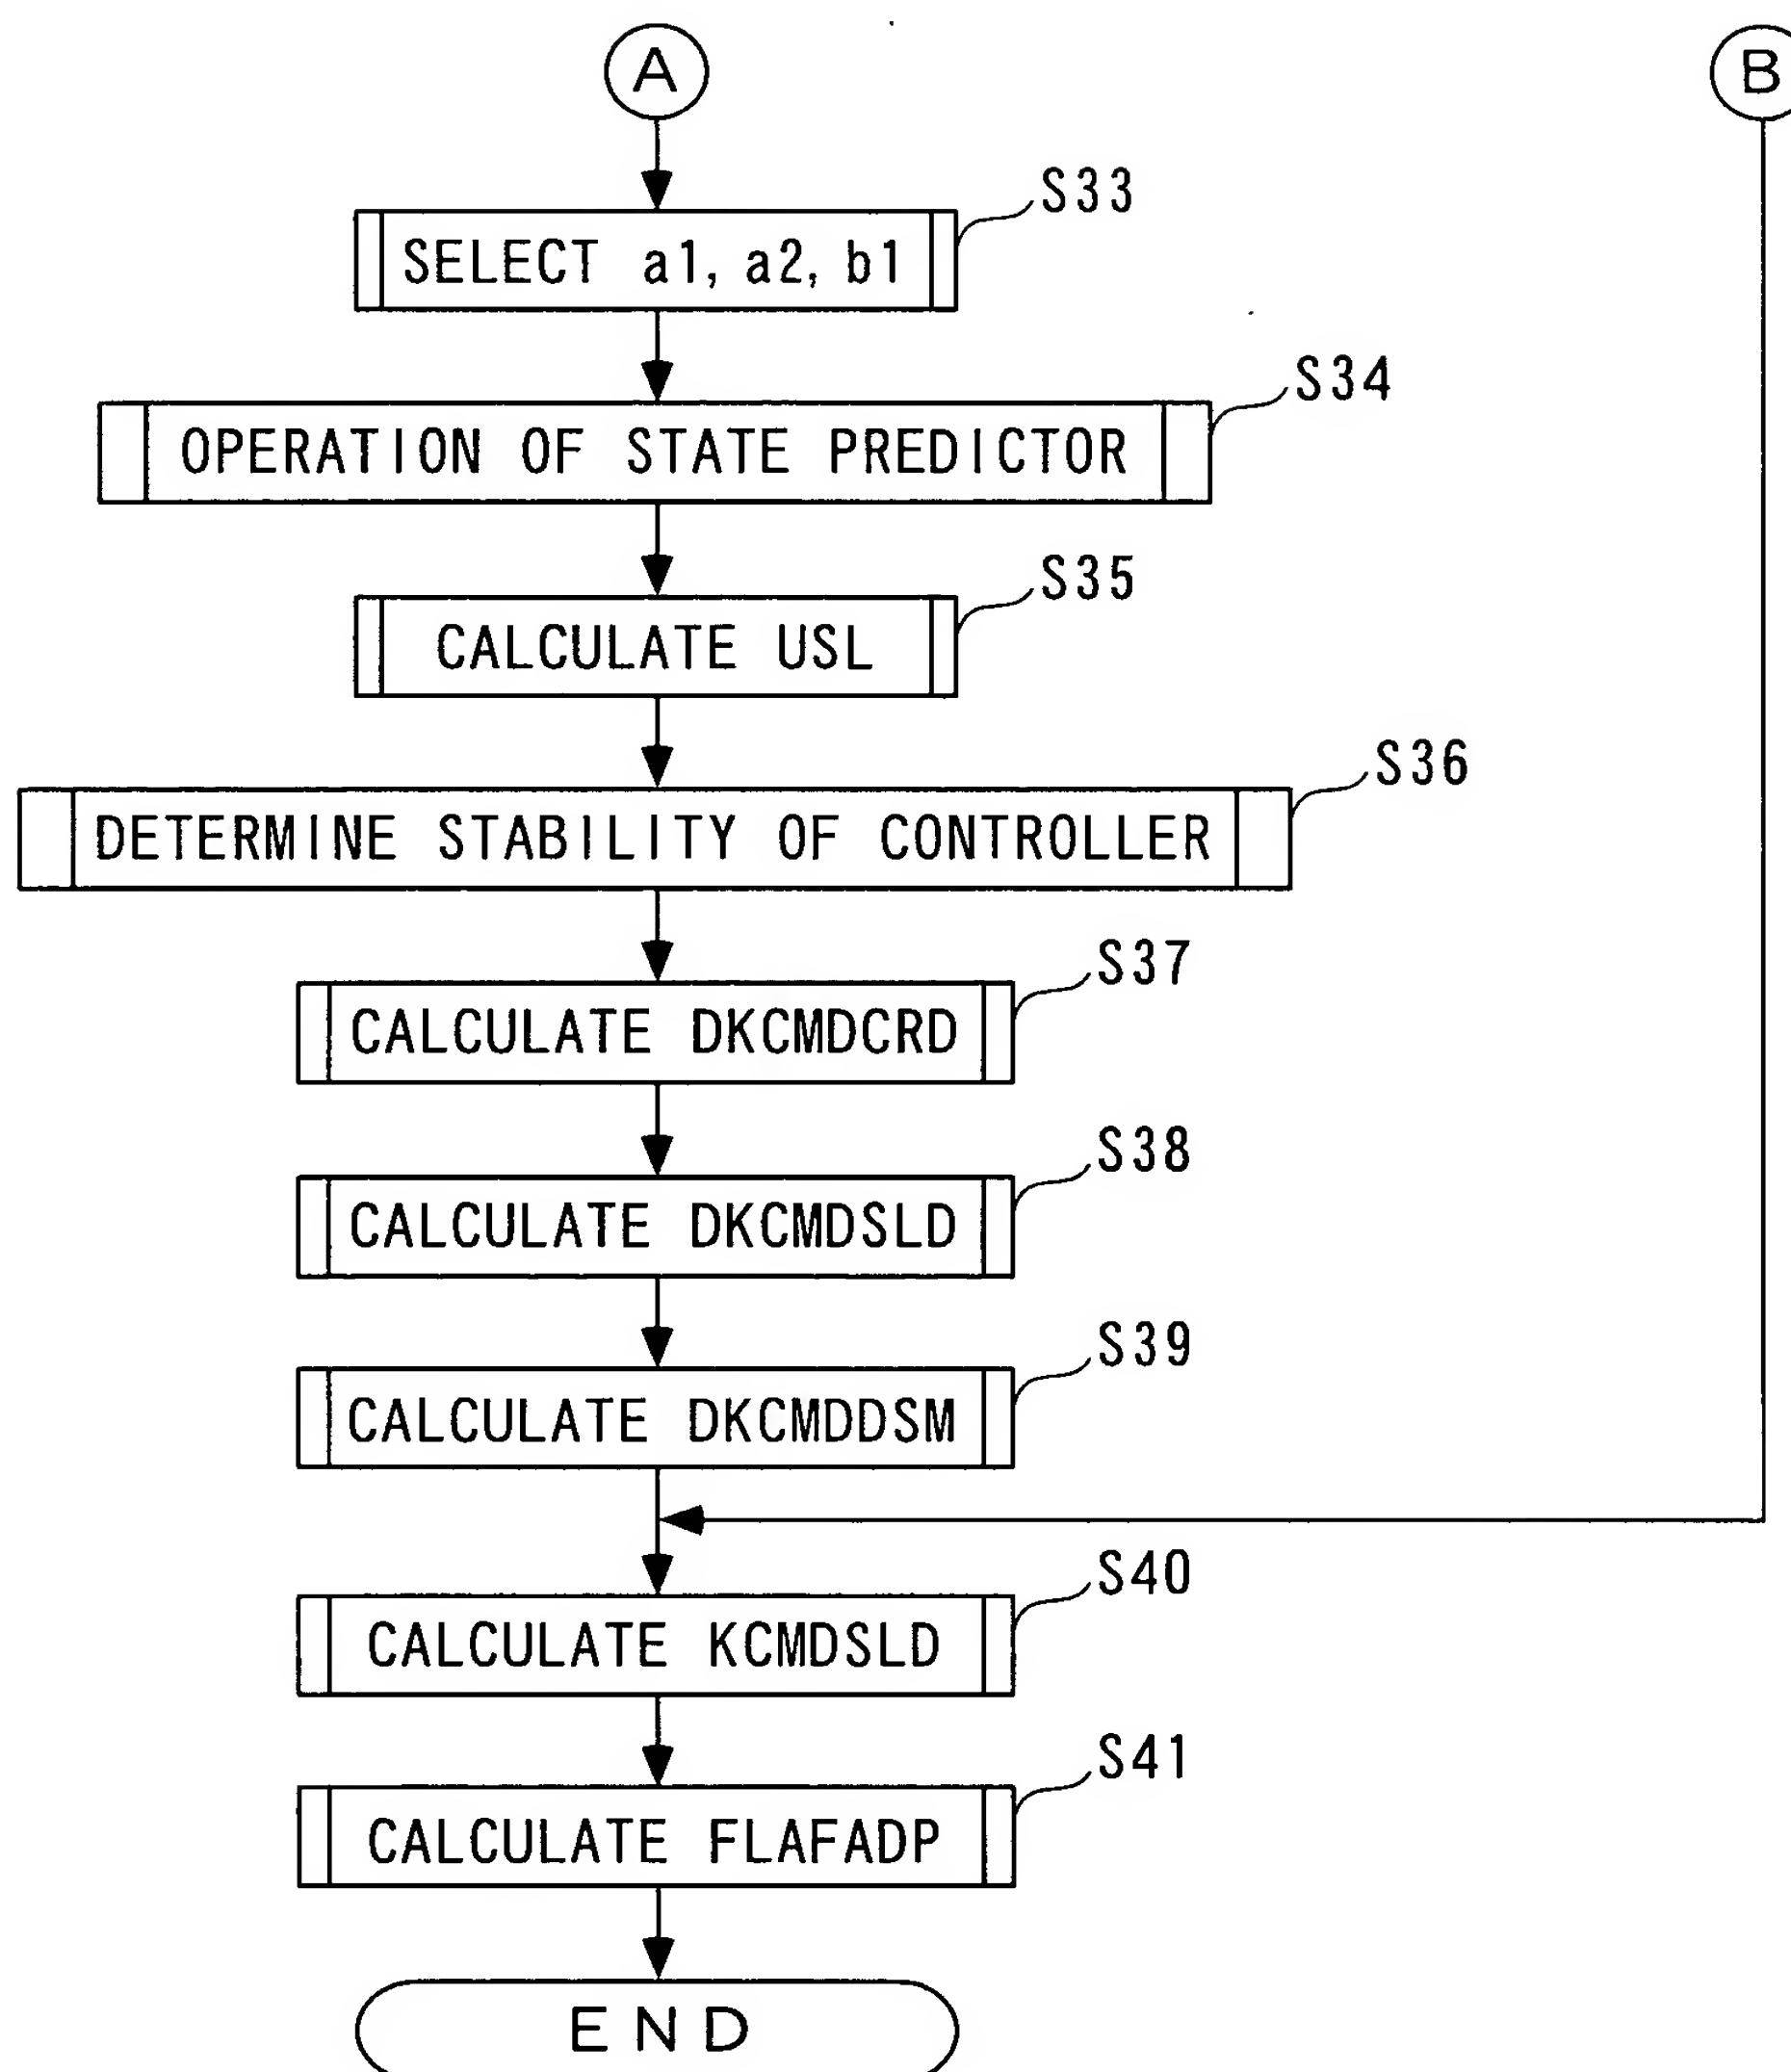 A
B
S33
SELECT a1, a2, b1
S34
OPERATION OF STATE PREDICTOR
S35
CALCULATE USL
S36
DETERMINE STABILITY OF CONTROLLER
S37
CALCULATE DKCMDCRD
S38
CALCULATE DKCMDSLD
S39
CALCULATE DKCMDDSM
S40
CALCULATE KCMDSLD
S41
CALCULATE FLAFADP
END